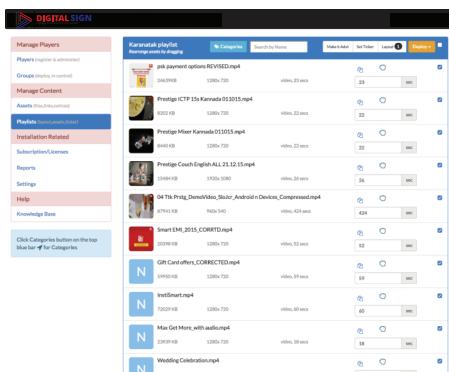 DIGITALSIGN
Manage Players
Players (register & administer)
Groups (deploy, in control)
Manage Content
Assets (files, links, notices)
Playlists
Installation Related
Subscription/Licenses
Reports
Settings
Help
Knowledge Base
Click Categories button on the top
blue bar for Categories
Karanatak playlist
Rearrange assets by dragging
Categories
Search by Name
Make it Ads!
Set Ticker
Layout 1
Deploy
psk payment options REVISED.mp4
26639KB 1280x 720 video, 23 secs
23 sec
Prestige ICTP 15s Kannada 011015.mp4
8202 KB 1280x 720 video, 22 secs
22 sec
Prestige Mixer Kannada 011015.mp4
8440 KB 1280x 720 video, 22 secs
22 sec
Prestige Couch English ALL 21.12.15.mp4
15484 KB 1920x 1080 video, 26 secs
26 sec
04 Ttk Prstg_DemoVideo_SloJcr_Android n Devices_Compressed.mp4
87941 KB 960x 540 video, 424 secs
424 sec
Smart EMI_2015_CORRTD.mp4
20398 KB 1280x 720 video, 52 secs
52 sec
N
Gift Card offers_CORRECTED.mp4
59950 KB 1280x 720 video, 59 secs
59 sec
N
InstiSmart.mp4
72029 KB 1280x 720 video, 60 secs
60 sec
N
Max Get More_with audio.mp4
23939 KB 1280x 720 video, 18 secs
18 sec
N
Wedding Celebration.mp4